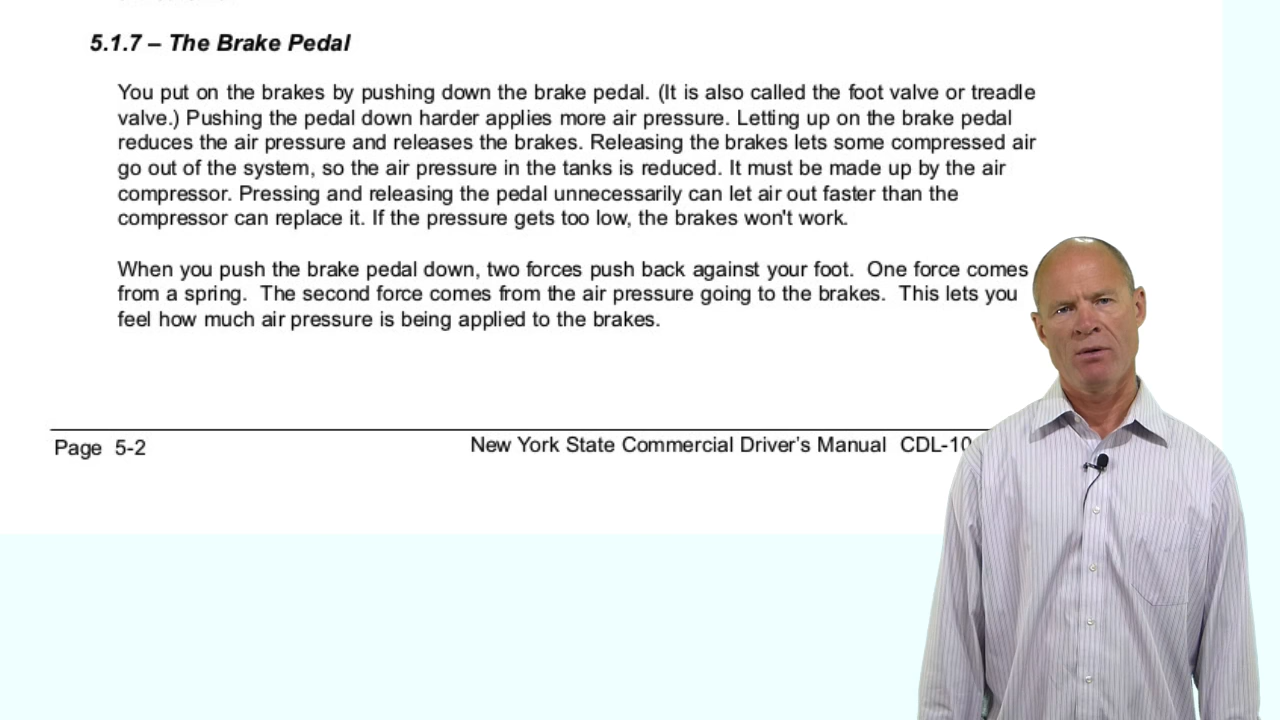 5.1.7 – The Brake Pedal
You put on the brakes by pushing down the brake pedal. (It is also called the foot valve or treadle
valve.) Pushing the pedal down harder applies more air pressure. Letting up on the brake pedal
reduces the air pressure and releases the brakes. Releasing the brakes lets some compressed air
go out of the system, so the air pressure in the tanks is reduced. It must be made up by the air
compressor. Pressing and releasing the pedal unnecessarily can let air out faster than the
compressor can replace it. If the pressure gets too low, the brakes won't work.
When you push the brake pedal down, two forces push back against your foot. One force comes
from a spring. The second force comes from the air pressure going to the brakes. This lets you
feel how much air pressure is being applied to the brakes.
Page 5-2
New York State Commercial Driver's Manual CDL-10